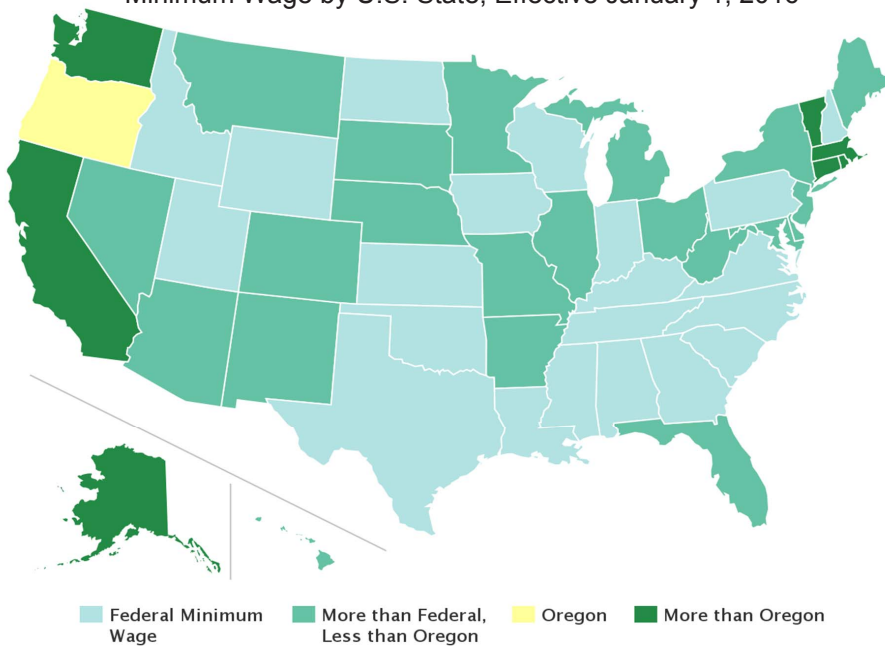 Minimum Wage by U.S. State, Effective January 1, 2016
Federal Minimum Wage
More than Federal, Less than Oregon
Oregon
More than Oregon